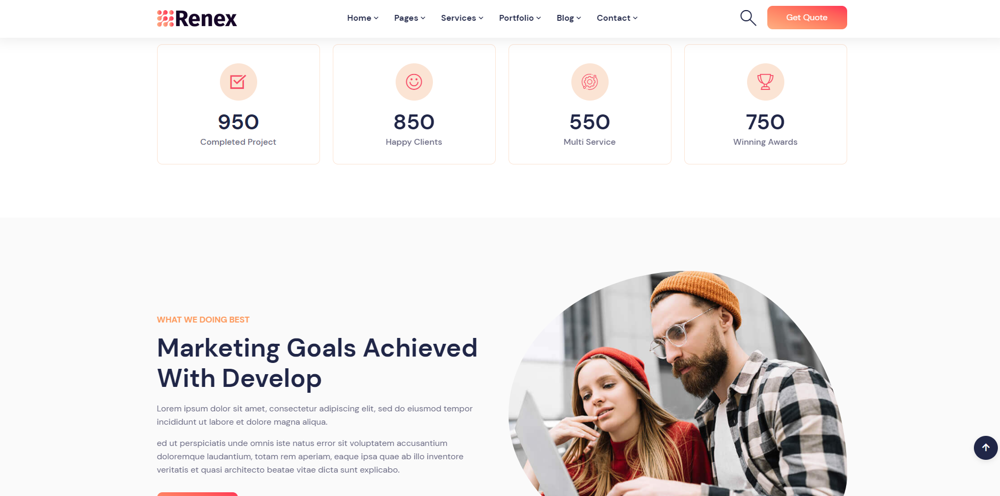 Renex
Home
Pages
Services
Portfolio
Blog
Contact
Get Quote
950
Completed Project
850
Happy Clients
550
Multi Service
750
Winning Awards
WHAT WE DOING BEST
Marketing Goals Achieved
With Develop
Lorem ipsum dolor sit amet, consectetur adipiscing elit, sed do eiusmod tempor
incididunt ut labore et dolore magna aliqua.
ed ut perspiciatis unde omnis iste natus error sit voluptatem accusantium
doloremque laudantium, totam rem aperiam, eaque ipsa quae ab illo inventore
veritatis et quasi architecto beatae vitae dicta sunt explicabo.